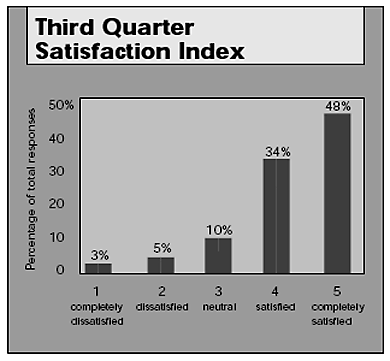 Third Quarter
Satisfaction Index
Percentage of total responses
50%
40
30
20
10
0
3%
5%
10%
34%
48%
1 2 3 4 5
completely dissatisfied neutral satisfied completely
dissatisfied satisfied